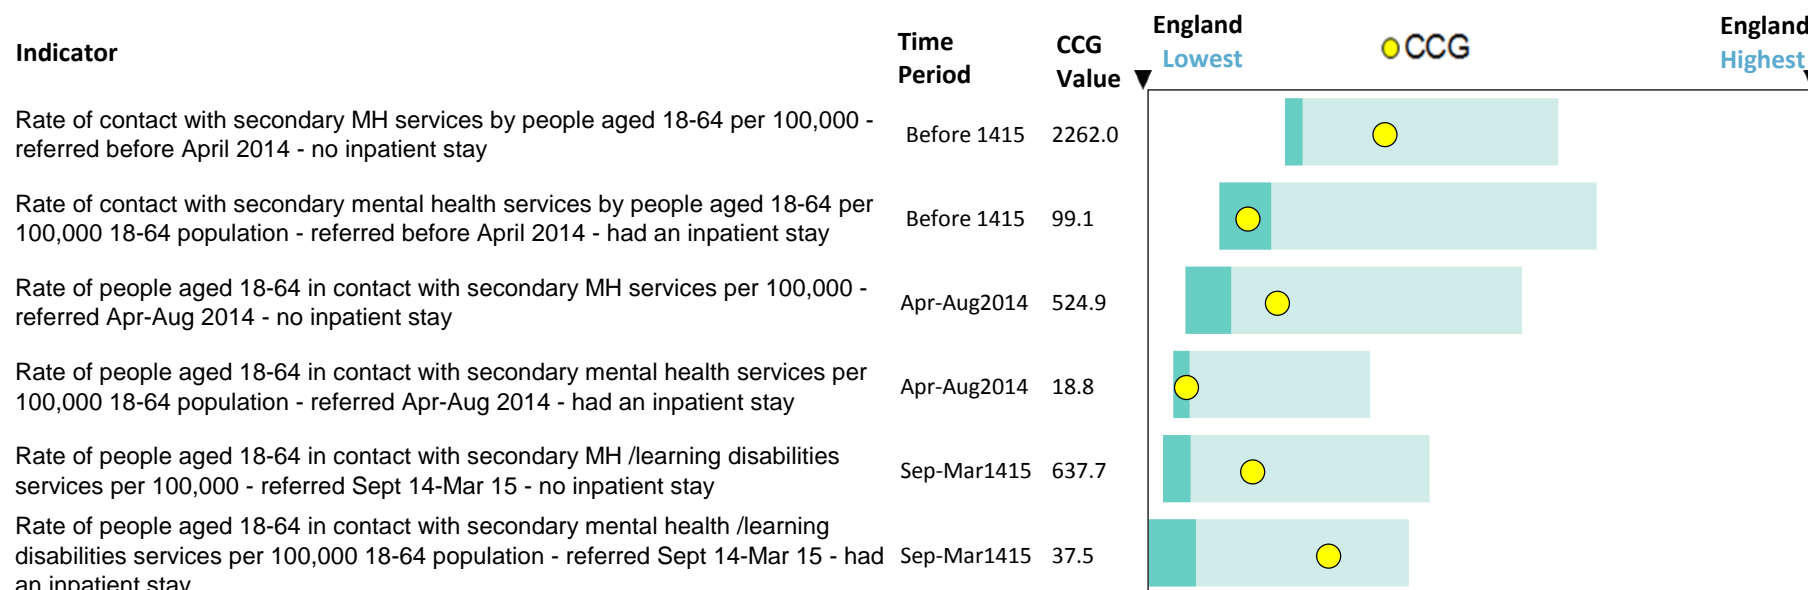 Indicator
Time Period
CCG Value
England Lowest
CCG
England Highest
Rate of contact with secondary MH services by people aged 18-64 per 100,000 -
referred before April 2014 - no inpatient stay
Before 1415
2262.0
Rate of contact with secondary mental health services by people aged 18-64 per
100,000 18-64 population - referred before April 2014 - had an inpatient stay
Before 1415
99.1
Rate of people aged 18-64 in contact with secondary MH services per 100,000 -
referred Apr-Aug 2014 - no inpatient stay
Apr-Aug2014
524.9
Rate of people aged 18-64 in contact with secondary mental health services per
100,000 18-64 population - referred Apr-Aug 2014 - had an inpatient stay
Apr-Aug2014
18.8
Rate of people aged 18-64 in contact with secondary MH /learning disabilities
services per 100,000 - referred Sept 14-Mar 15 - no inpatient stay
Sep-Mar1415
637.7
Rate of people aged 18-64 in contact with secondary mental health /learning
disabilities services per 100,000 18-64 population - referred Sept 14-Mar 15 - had
an inpatient stay
Sep-Mar1415
37.5